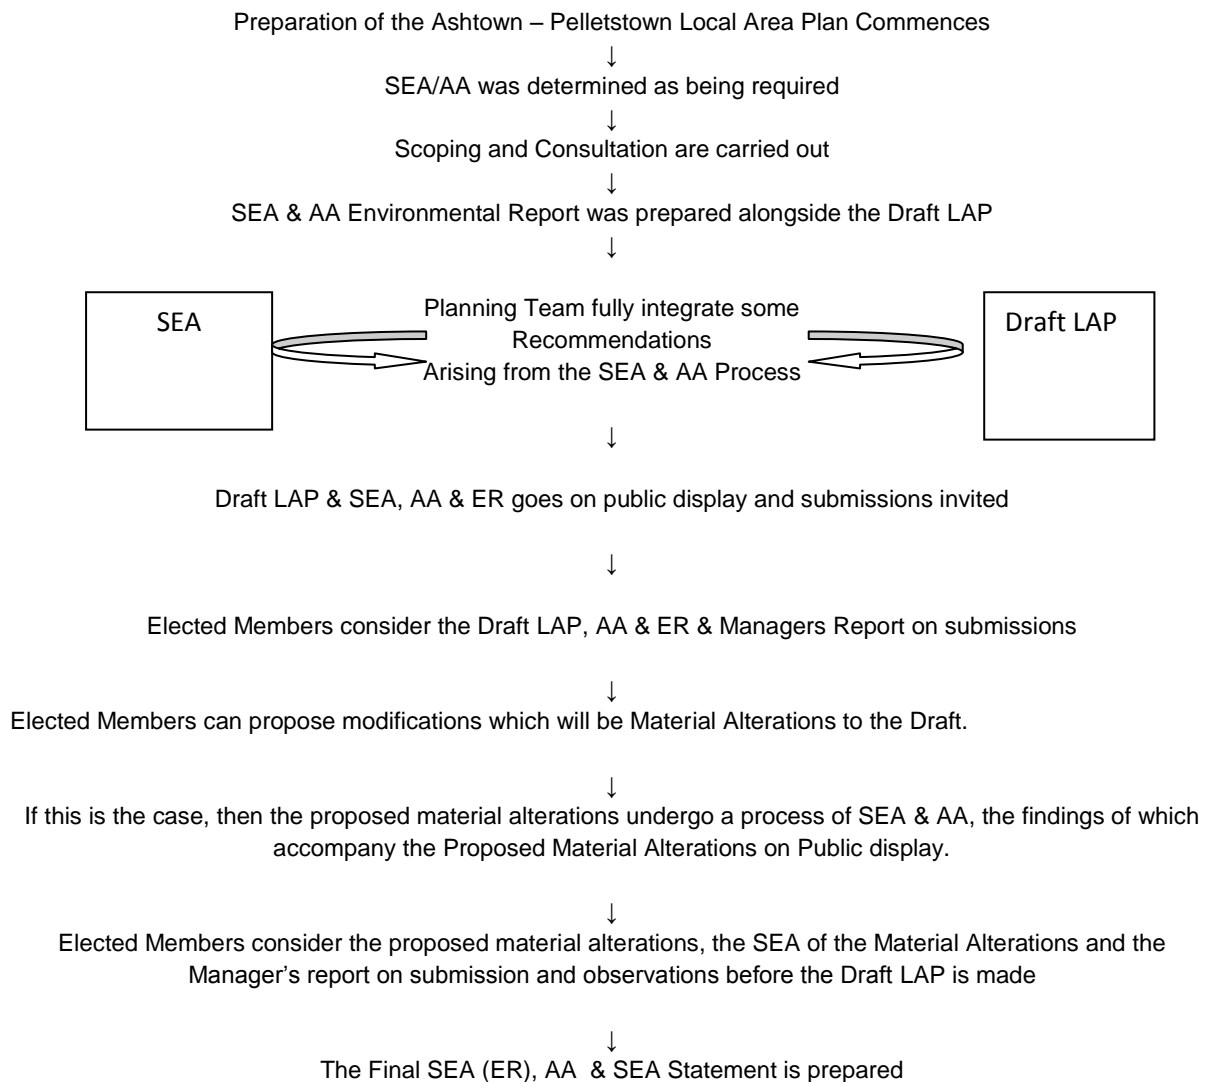 Preparation of the Ashtown – Pelletstown Local Area Plan Commences
↓
SEA/AA was determined as being required
↓
Scoping and Consultation are carried out
↓
SEA & AA Environmental Report was prepared alongside the Draft LAP
↓
SEA
Planning Team fully integrate some
Recommendations
Arising from the SEA & AA Process
Draft LAP
↓
Draft LAP & SEA, AA & ER goes on public display and submissions invited
↓
Elected Members consider the Draft LAP, AA & ER & Managers Report on submissions
↓
Elected Members can propose modifications which will be Material Alterations to the Draft.
↓
If this is the case, then the proposed material alterations undergo a process of SEA & AA, the findings of which
accompany the Proposed Material Alterations on Public display.
↓
Elected Members consider the proposed material alterations, the SEA of the Material Alterations and the
Manager’s report on submission and observations before the Draft LAP is made
↓
The Final SEA (ER), AA & SEA Statement is prepared